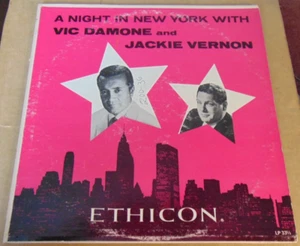 A NIGHT IN NEW YORK WITH
VIC DAMONE and
JACKIE VERNON
ETHICON.